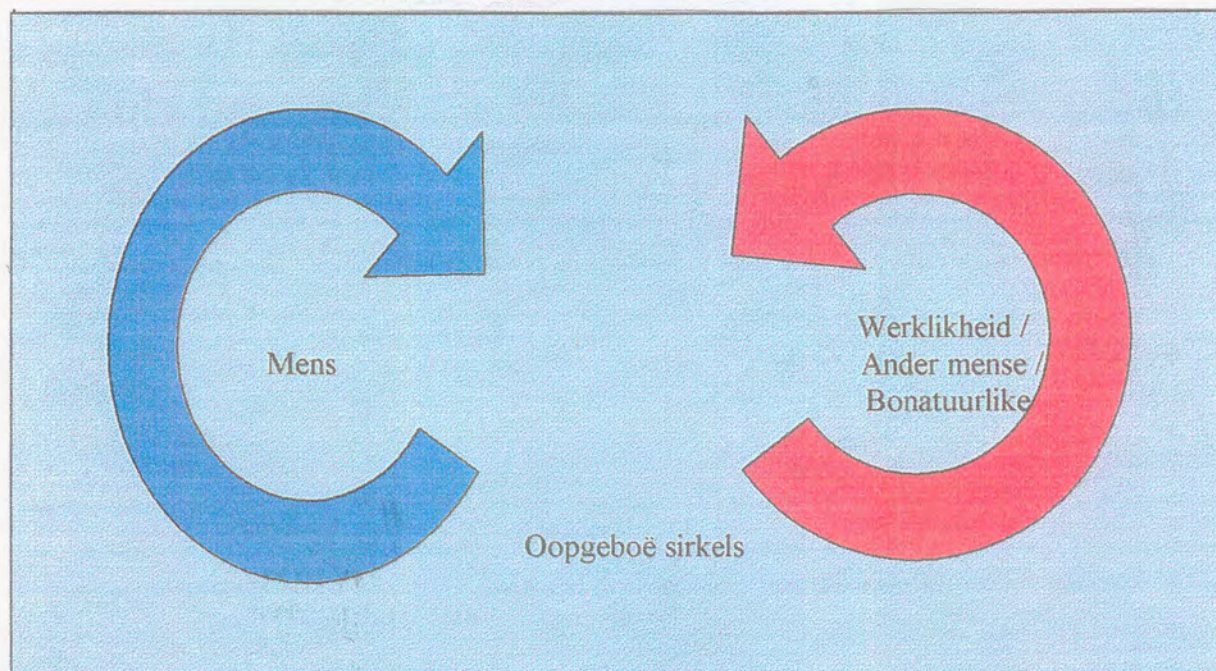 Mens
Werklikheid /
Ander mense /
Bonatuurlike
Oopgeboë sirkels